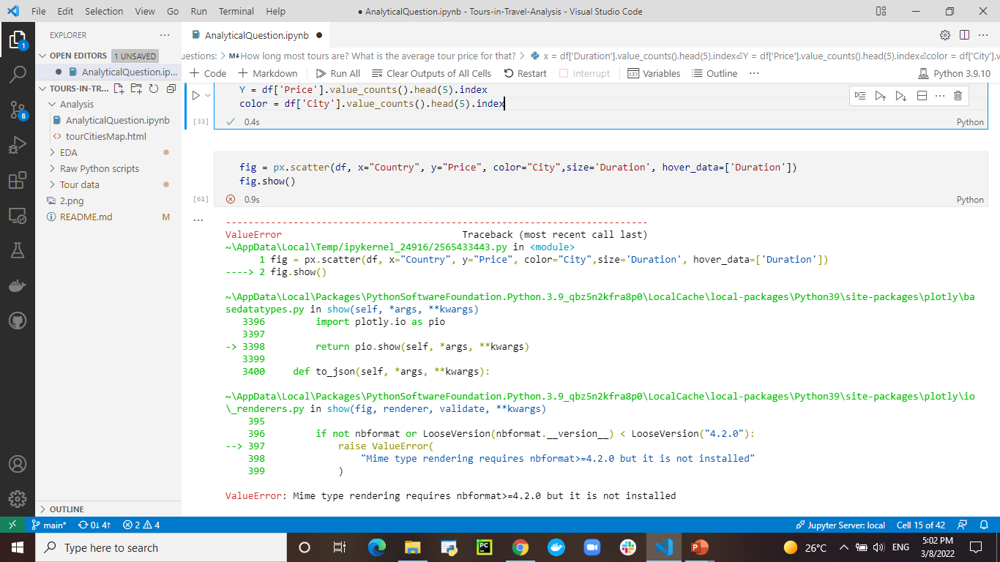 File Edit Selection View Go Run Terminal Help
● AnalyticalQuestion.ipynb - Tours-in-Travel-Analysis - Visual Studio Code
EXPLORER
OPEN EDITORS 1 UNSAVED
● AnalyticalQuestion.ip...
TOURS-IN-TR...
Analysis
AnalyticalQuestion.ipynb
tourCitiesMap.html
EDA
Raw Python scripts
Tour data
2.png
README.md M
OUTLINE
1
8
AnalyticalQuestion.ipynb ●
uestions: > M↓How long most tours are? What is the average tour price for that? > x = df['Duration'].value_counts().head(5).index⏎Y = df['Price'].value_counts().head(5).index⏎color = df['City'].v
+ Code + Markdown Run All Clear Outputs of All Cells Restart Interrupt Variables Outline ... Python 3.9.10
Y = df['Price'].value_counts().head(5).index
color = df['City'].value_counts().head(5).index
[33] ✓ 0.4s Python
fig = px.scatter(df, x="Country", y="Price", color="City",size='Duration', hover_data=['Duration'])
fig.show()
[61] 0.9s Python
...
---------------------------------------------------------------------------
ValueError Traceback (most recent call last)
~\AppData\Local\Temp/ipykernel_24916/2565433443.py in <module>
1 fig = px.scatter(df, x="Country", y="Price", color="City",size='Duration', hover_data=['Duration'])
----> 2 fig.show()
~\AppData\Local\Packages\PythonSoftwareFoundation.Python.3.9_qbz5n2kfra8p0\LocalCache\local-packages\Python39\site-packages\plotly\ba
sedatatypes.py in show(self, *args, **kwargs)
3396 import plotly.io as pio
3397
-> 3398 return pio.show(self, *args, **kwargs)
3399
3400 def to_json(self, *args, **kwargs):
~\AppData\Local\Packages\PythonSoftwareFoundation.Python.3.9_qbz5n2kfra8p0\LocalCache\local-packages\Python39\site-packages\plotly\io
\_renderers.py in show(fig, renderer, validate, **kwargs)
395
396 if not nbformat or LooseVersion(nbformat.__version__) < LooseVersion("4.2.0"):
--> 397 raise ValueError(
398 "Mime type rendering requires nbformat>=4.2.0 but it is not installed"
399 )
ValueError: Mime type rendering requires nbformat>=4.2.0 but it is not installed
main* 0↓ 4↑ 2 4 Jupyter Server: local Cell 15 of 42
Type here to search
PC
26°C ENG
5:02 PM
3/8/2022